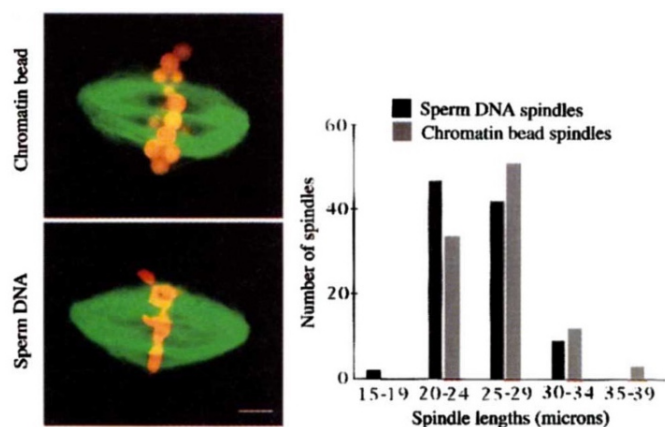 Chromatin bead
Sperm DNA
Sperm DNA spindles
Chromatin bead spindles
Number of spindles
60
40
20
0
15-19 20-24 25-29 30-34 35-39
Spindle lengths (microns)